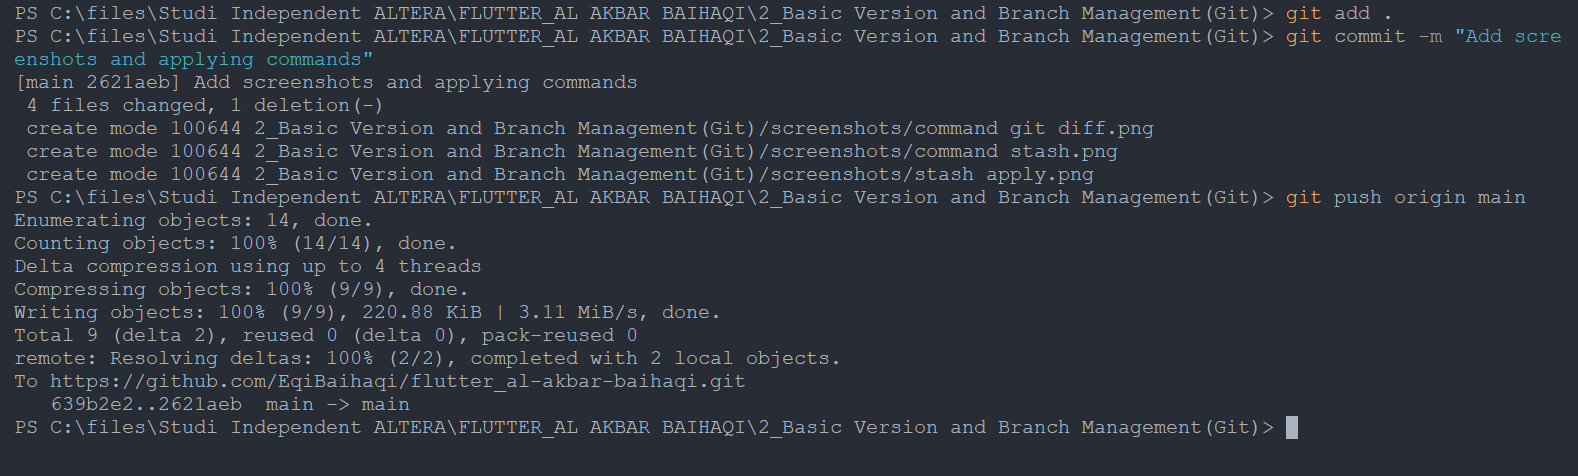 PS C:\files\Studi Independent ALTERA\FLUTTER_AL AKBAR BAIHAQI\2_Basic Version and Branch Management(Git)> git add .
PS C:\files\Studi Independent ALTERA\FLUTTER_AL AKBAR BAIHAQI\2_Basic Version and Branch Management(Git)> git commit -m "Add scre
enshots and applying commands"
[main 2621aeb] Add screenshots and applying commands
 4 files changed, 1 deletion(-)
 create mode 100644 2_Basic Version and Branch Management(Git)/screenshots/command git diff.png
 create mode 100644 2_Basic Version and Branch Management(Git)/screenshots/command stash.png
 create mode 100644 2_Basic Version and Branch Management(Git)/screenshots/stash apply.png
PS C:\files\Studi Independent ALTERA\FLUTTER_AL AKBAR BAIHAQI\2_Basic Version and Branch Management(Git)> git push origin main
Enumerating objects: 14, done.
Counting objects: 100% (14/14), done.
Delta compression using up to 4 threads
Compressing objects: 100% (9/9), done.
Writing objects: 100% (9/9), 220.88 KiB | 3.11 MiB/s, done.
Total 9 (delta 2), reused 0 (delta 0), pack-reused 0
remote: Resolving deltas: 100% (2/2), completed with 2 local objects.
To https://github.com/EqiBaihaqi/flutter_al-akbar-baihaqi.git
   639b2e2..2621aeb  main -> main
PS C:\files\Studi Independent ALTERA\FLUTTER_AL AKBAR BAIHAQI\2_Basic Version and Branch Management(Git)>